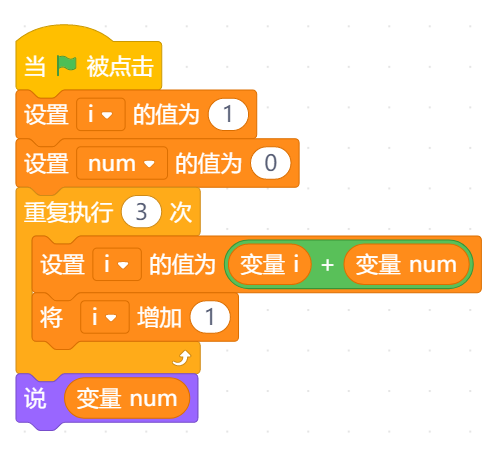 当 被点击
设置 i 的值为 1
设置 num 的值为 0
重复执行 3 次
设置 i 的值为 变量 i + 变量 num
将 i 增加 1
说 变量 num